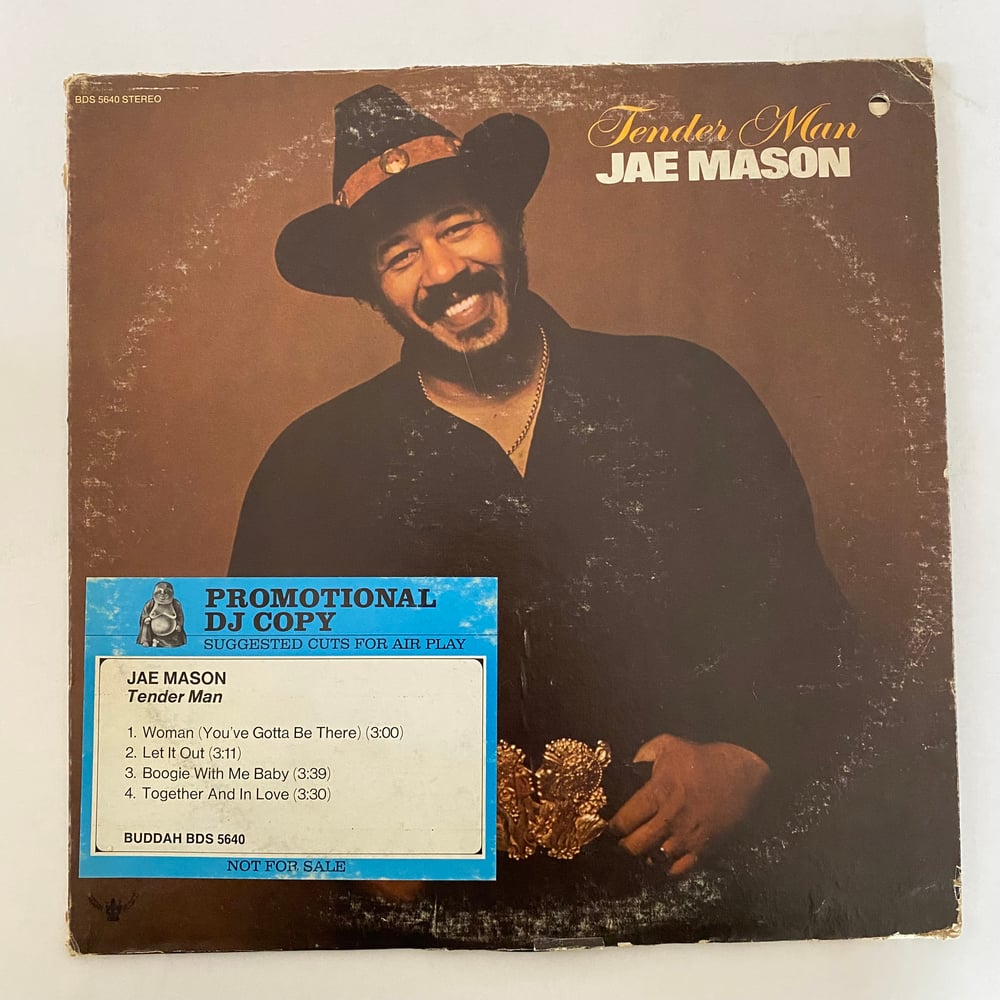 BDS 5640 STEREO
Tender Man
JAE MASON
PROMOTIONAL
DJ COPY
SUGGESTED CUTS FOR AIR PLAY
JAE MASON
Tender Man
1. Woman (You've Gotta Be There) (3:00)
2. Let It Out (3:11)
3. Boogie With Me Baby (3:39)
4. Together And In Love (3:30)
BUDDAH BDS 5640
NOT FOR SALE